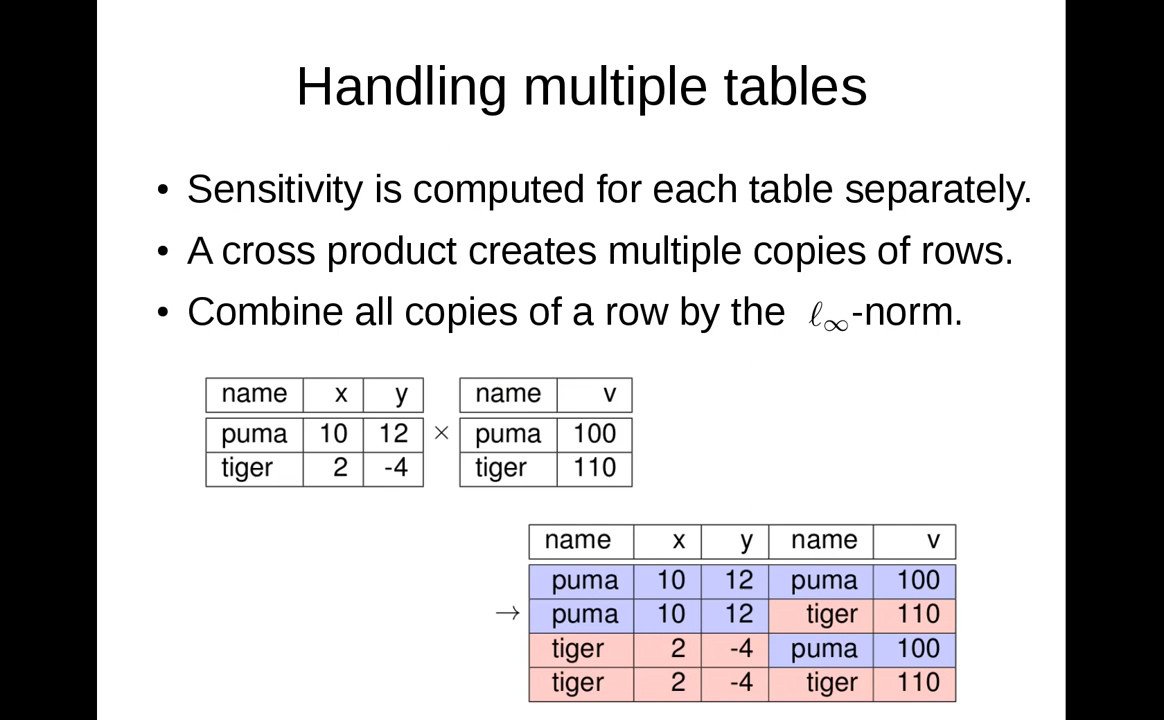 Handling multiple tables
• Sensitivity is computed for each table separately.
• A cross product creates multiple copies of rows.
• Combine all copies of a row by the ℓ∞-norm.
name x y name v
puma 10 12 × puma 100
tiger 2 -4 tiger 110
name x y name v
puma 10 12 puma 100
→ puma 10 12 tiger 110
tiger 2 -4 puma 100
tiger 2 -4 tiger 110